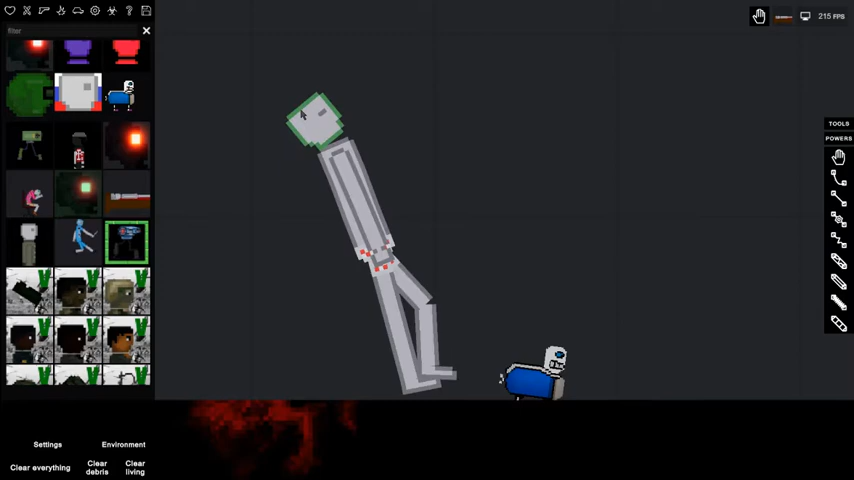 215 FPS
filter
TOOLS
POWERS
Settings
Environment
Clear everything
Clear debris
Clear living